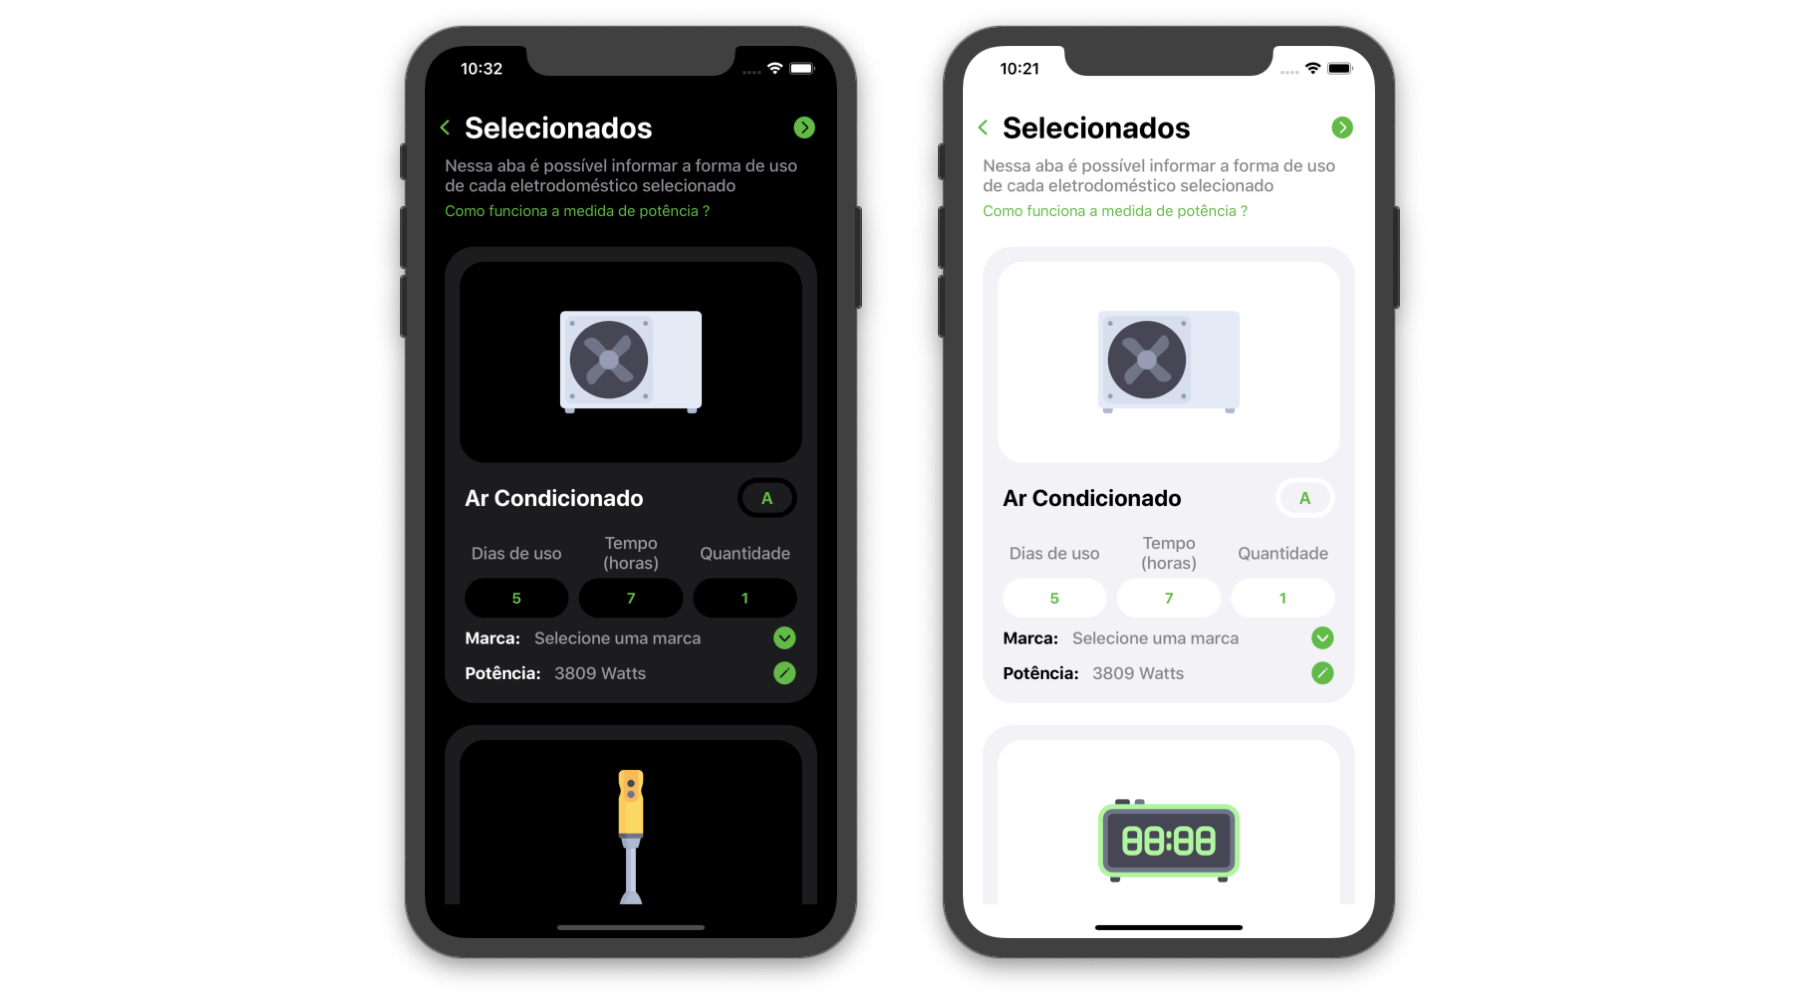 10:32
Selecionados
Nessa aba é possível informar a forma de uso
de cada eletrodoméstico selecionado
Como funciona a medida de potência ?
Ar Condicionado
A
Dias de uso
Tempo
(horas)
Quantidade
5
7
1
Marca: Selecione uma marca
Potência: 3809 Watts
10:21
Selecionados
Nessa aba é possível informar a forma de uso
de cada eletrodoméstico selecionado
Como funciona a medida de potência ?
Ar Condicionado
A
Dias de uso
Tempo
(horas)
Quantidade
5
7
1
Marca: Selecione uma marca
Potência: 3809 Watts
88:88